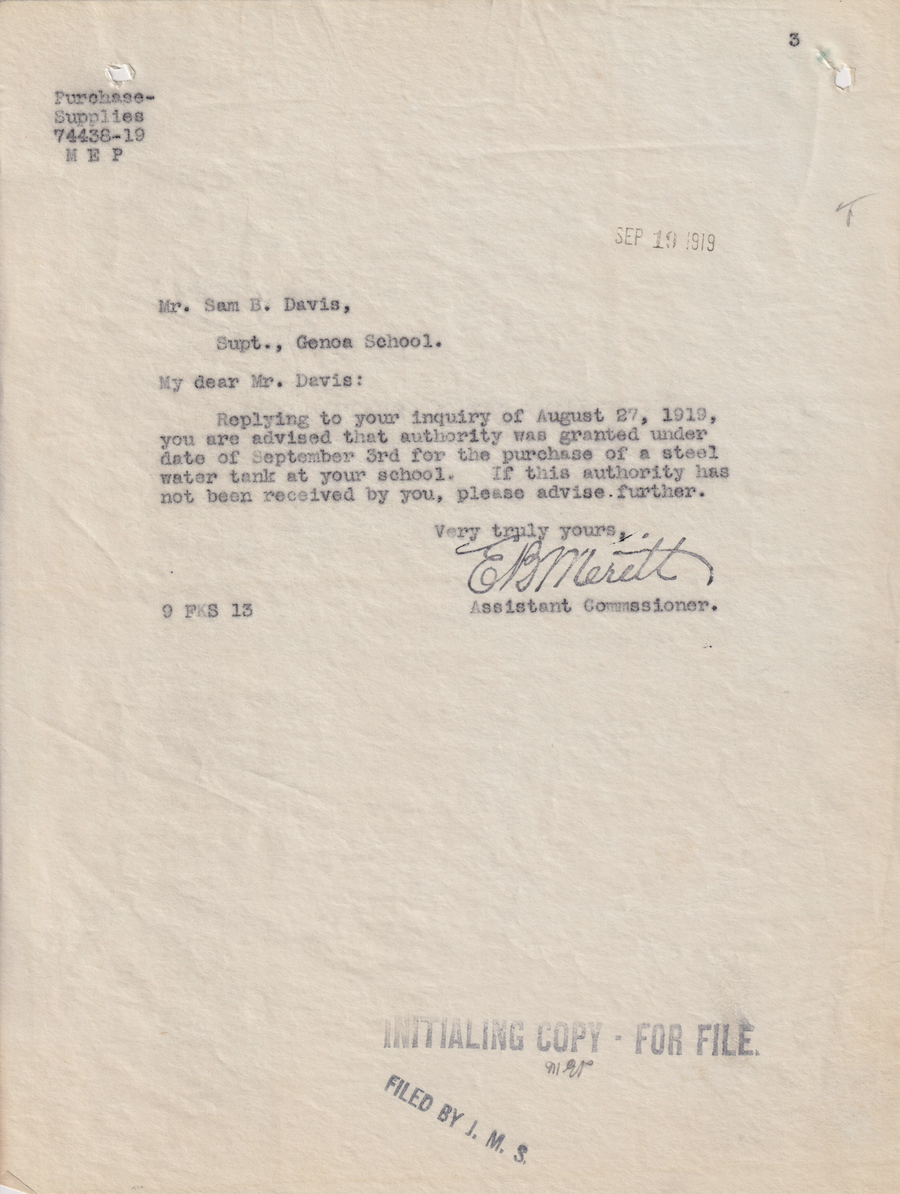 3
Purchase-
Supplies
74438-19
M E P
T
SEP 19 1919
Mr. Sam B. Davis,
Supt., Genoa School.
My dear Mr. Davis:
Replying to your inquiry of August 27, 1919,
you are advised that authority was granted under
date of September 3rd for the purchase of a steel
water tank at your school. If this authority has
not been received by you, please advise.further.
Very truly yours,
EBMeritt
9 FKS 13
Assistant Commssioner.
INITIALING COPY - FOR FILE.
MEP
FILED BY J. M. S.